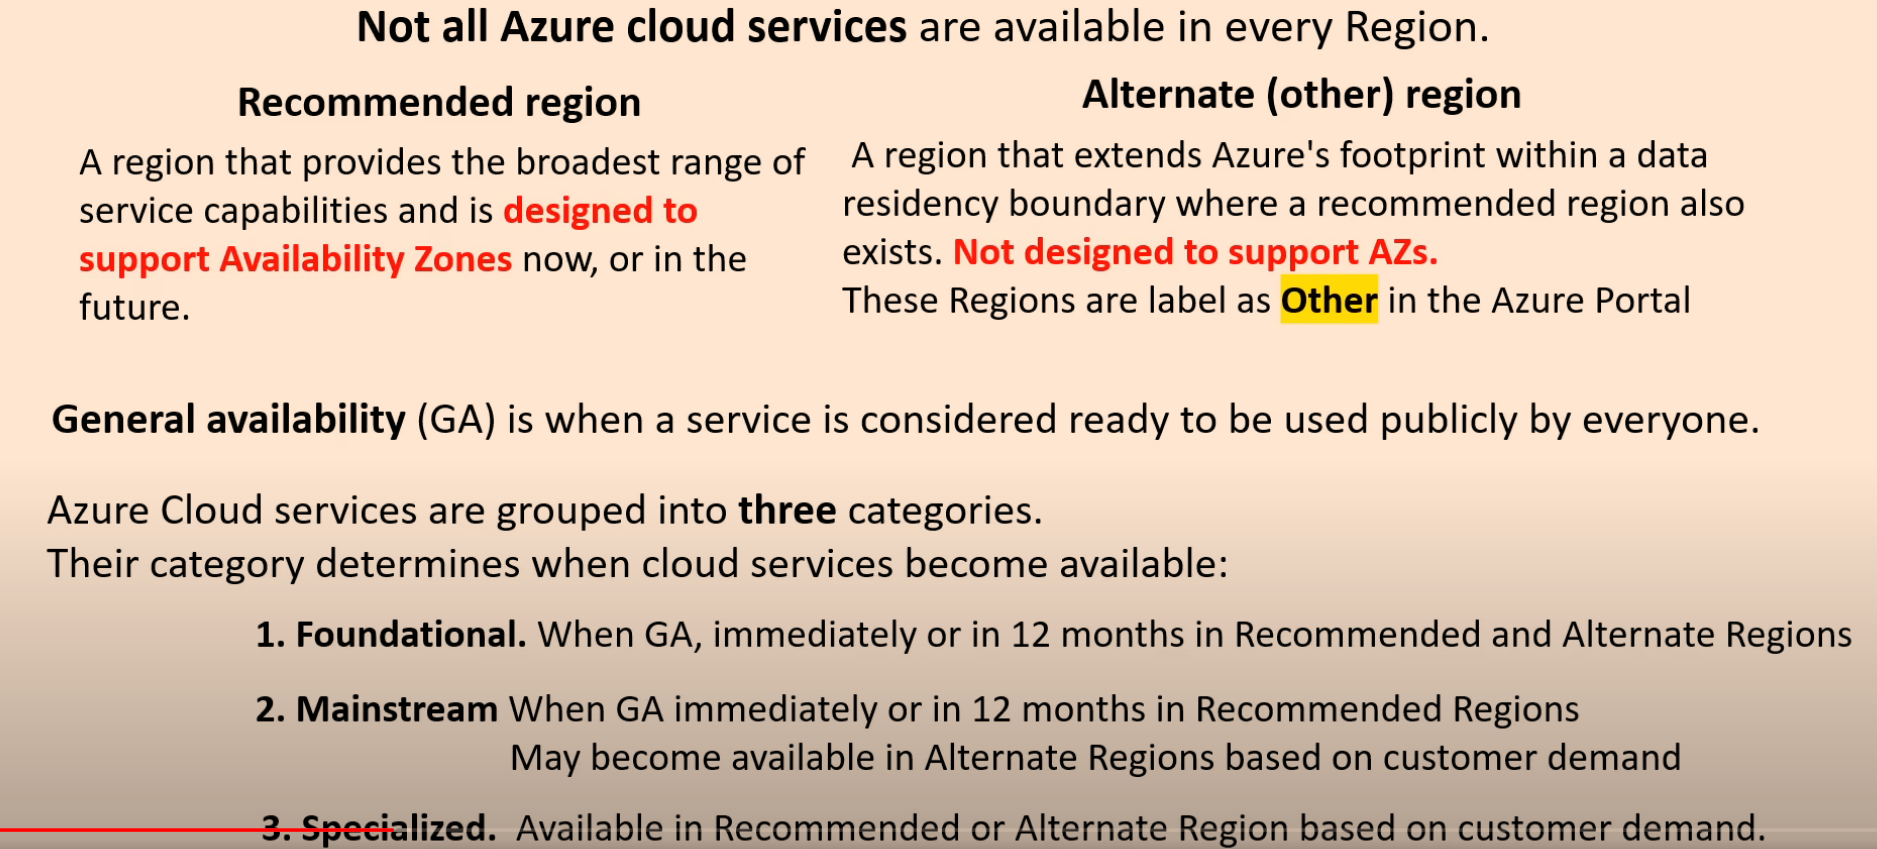 Not all Azure cloud services are available in every Region.
Recommended region
A region that provides the broadest range of
service capabilities and is designed to
support Availability Zones now, or in the
future.
Alternate (other) region
A region that extends Azure's footprint within a data
residency boundary where a recommended region also
exists. Not designed to support AZs.
These Regions are label as Other in the Azure Portal
General availability (GA) is when a service is considered ready to be used publicly by everyone.
Azure Cloud services are grouped into three categories.
Their category determines when cloud services become available:
1. Foundational. When GA, immediately or in 12 months in Recommended and Alternate Regions
2. Mainstream When GA immediately or in 12 months in Recommended Regions
May become available in Alternate Regions based on customer demand
3. Specialized. Available in Recommended or Alternate Region based on customer demand.